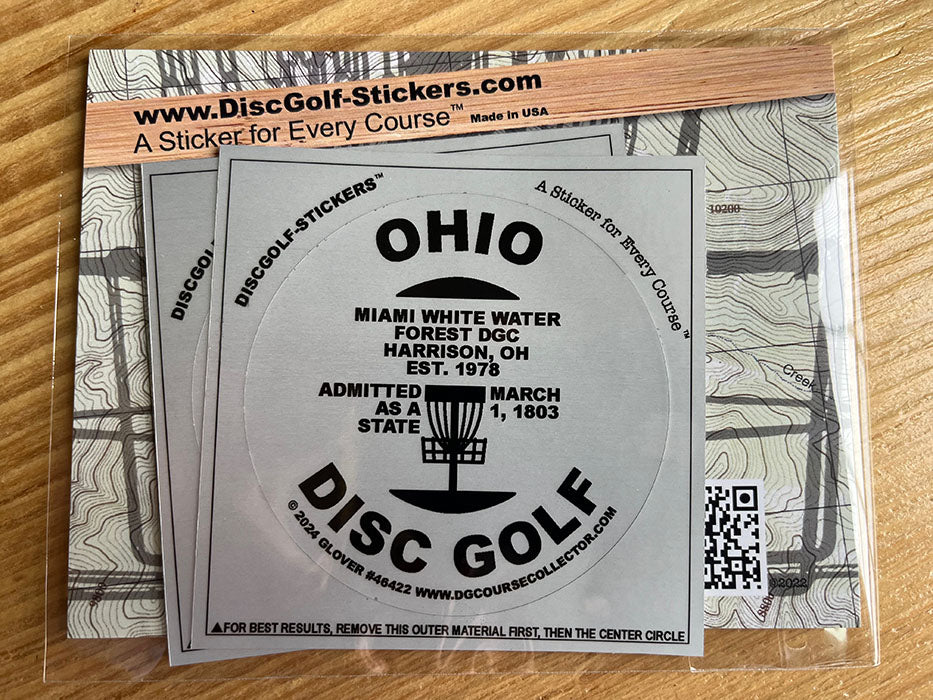 www.DiscGolf-Stickers.com
A Sticker for Every Course™ Made in USA
DISCGOLF-STICKERS™
A Sticker for Every Course™
DISCGOL
OHIO
MIAMI WHITE WATER
FOREST DGC
HARRISON, OH
EST. 1978
ADMITTED
AS A
STATE
MARCH
1, 1803
DISC GOLF
© 2024 GLOVER #46422 WWW.DGCOURSECOLLECTOR.COM
▲FOR BEST RESULTS, REMOVE THIS OUTER MATERIAL FIRST, THEN THE CENTER CIRCLE
10200
Creek
©2022